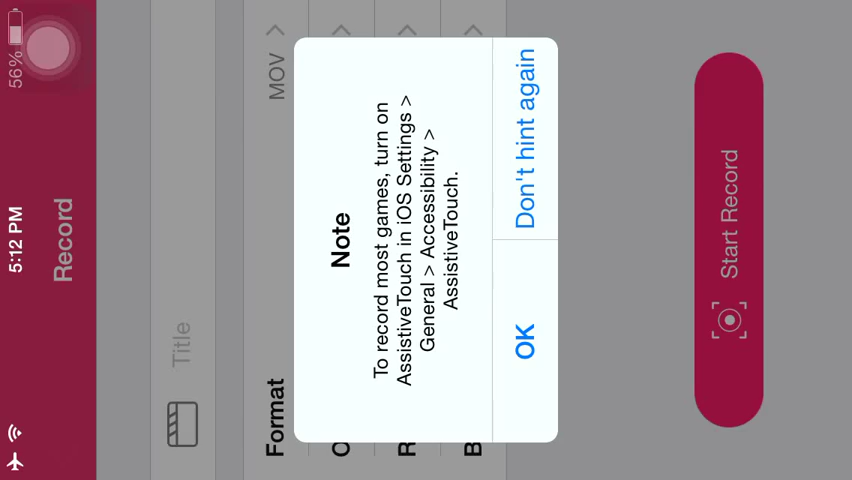 5:12 PM
56%
Record
Title
Format
MOV
O
R
B
Note
To record most games, turn on
AssistiveTouch in iOS Settings >
General > Accessibility >
AssistiveTouch.
OK
Don't hint again
Start Record